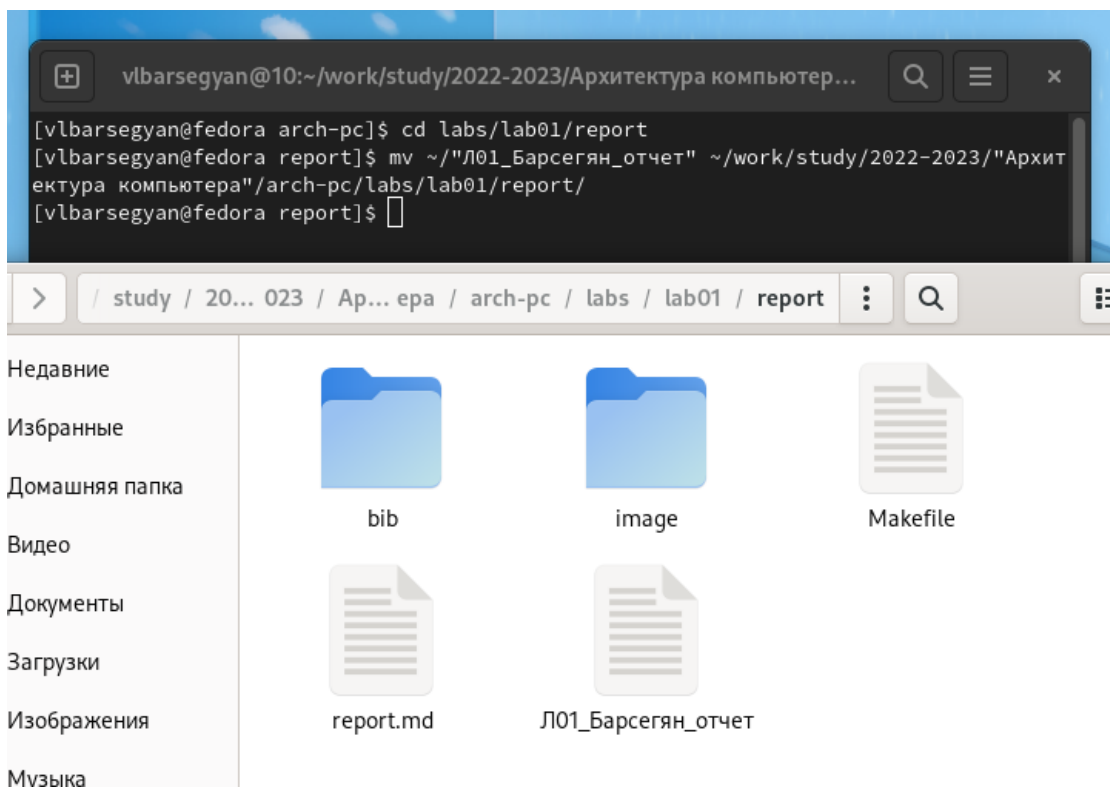 vlbarsegyan@10:~/work/study/2022-2023/Архитектура компьютер...
[vlbarsegyan@fedora arch-pc]$ cd labs/lab01/report
[vlbarsegyan@fedora report]$ mv ~/"Л01_Барсегян_отчет" ~/work/study/2022-2023/"Архит
ектура компьютера"/arch-pc/labs/lab01/report/
[vlbarsegyan@fedora report]$
/ study / 20... 023 / Ар... ера / arch-pc / labs / lab01 / report
Недавние
Избранные
Домашняя папка
Видео
Документы
Загрузки
Изображения
Музыка
bib
image
Makefile
report.md
Л01_Барсегян_отчет